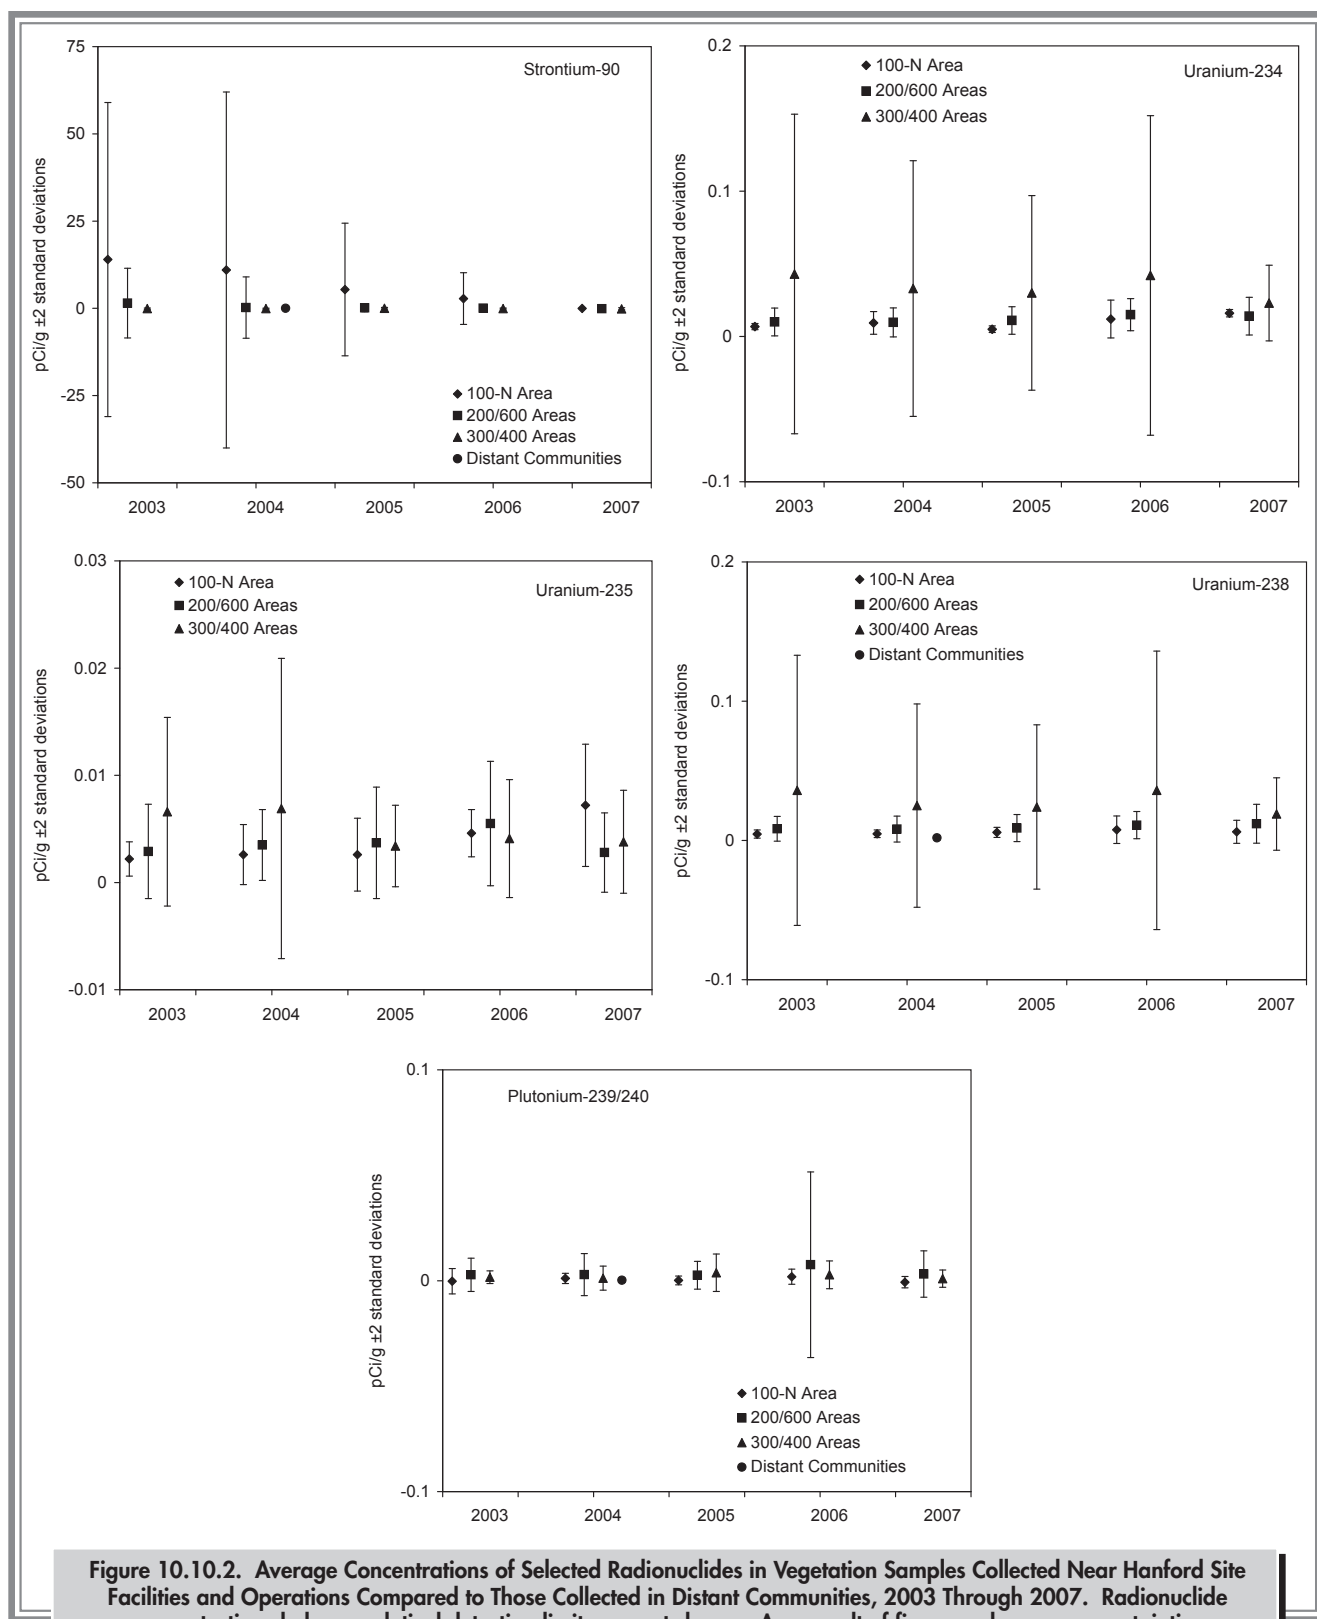 75
50
25
0
-25
-50
pCi/g ±2 standard deviations
Strontium-90
100-N Area
200/600 Areas
300/400 Areas
Distant Communities
2003 2004 2005 2006 2007
0.2
0.1
0
-0.1
pCi/g ±2 standard deviations
100-N Area
200/600 Areas
300/400 Areas
Uranium-234
2003 2004 2005 2006 2007
0.03
0.02
0.01
0
-0.01
pCi/g ±2 standard deviations
100-N Area
200/600 Areas
300/400 Areas
Uranium-235
2003 2004 2005 2006 2007
0.2
0.1
0
-0.1
pCi/g ±2 standard deviations
100-N Area
200/600 Areas
300/400 Areas
Distant Communities
Uranium-238
2003 2004 2005 2006 2007
0.1
0
-0.1
pCi/g ±2 standard deviations
Plutonium-239/240
100-N Area
200/600 Areas
300/400 Areas
Distant Communities
2003 2004 2005 2006 2007
Figure 10.10.2. Average Concentrations of Selected Radionuclides in Vegetation Samples Collected Near Hanford Site
Facilities and Operations Compared to Those Collected in Distant Communities, 2003 Through 2007. Radionuclide